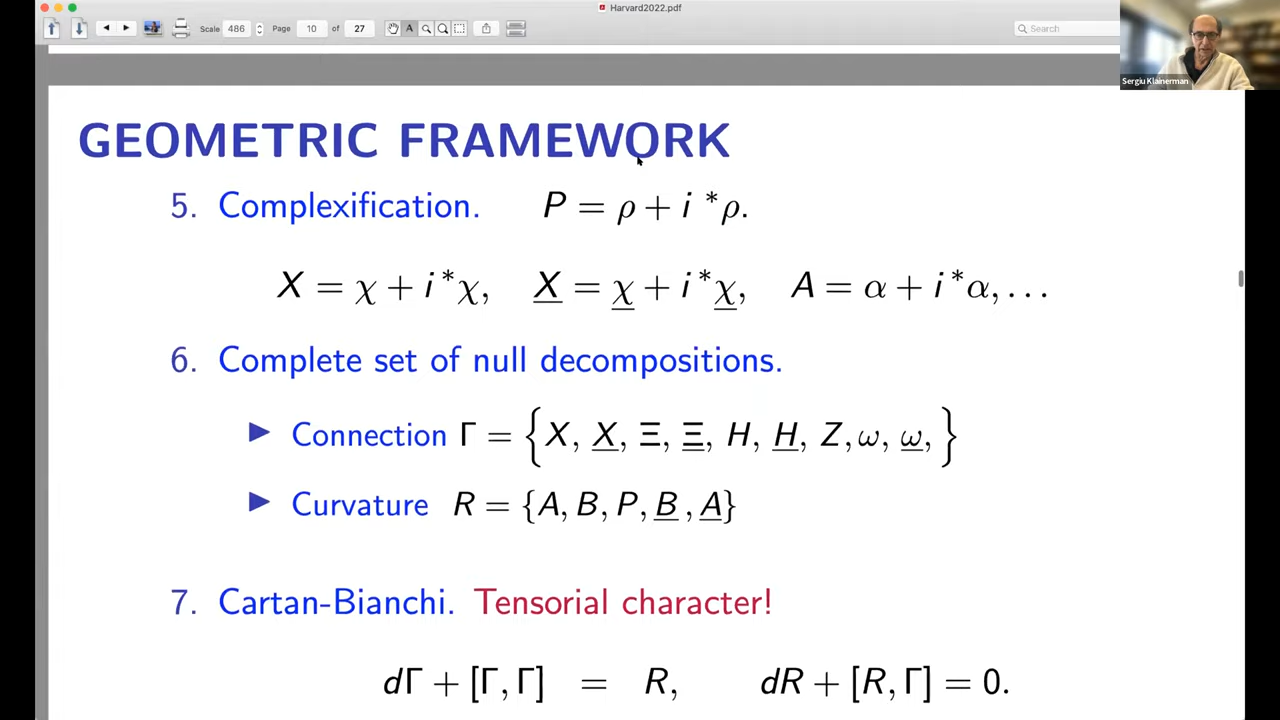 Harvard2022.pdf
Scale 486 Page 10 of 27 Search
Sergiu Klainerman
GEOMETRIC FRAMEWORK
5. Complexification. P = ρ + i *ρ.
X = χ + i *χ, X̲ = χ̲ + i *χ̲, A = α + i *α, . . .
6. Complete set of null decompositions.
▶ Connection Γ = {X, X̲, Ξ, Ξ̲, H, H̲, Z, ω, ω̲, }
▶ Curvature R = {A, B, P, B̲ , A̲}
7. Cartan-Bianchi. Tensorial character!
dΓ + [Γ, Γ] = R, dR + [R, Γ] = 0.